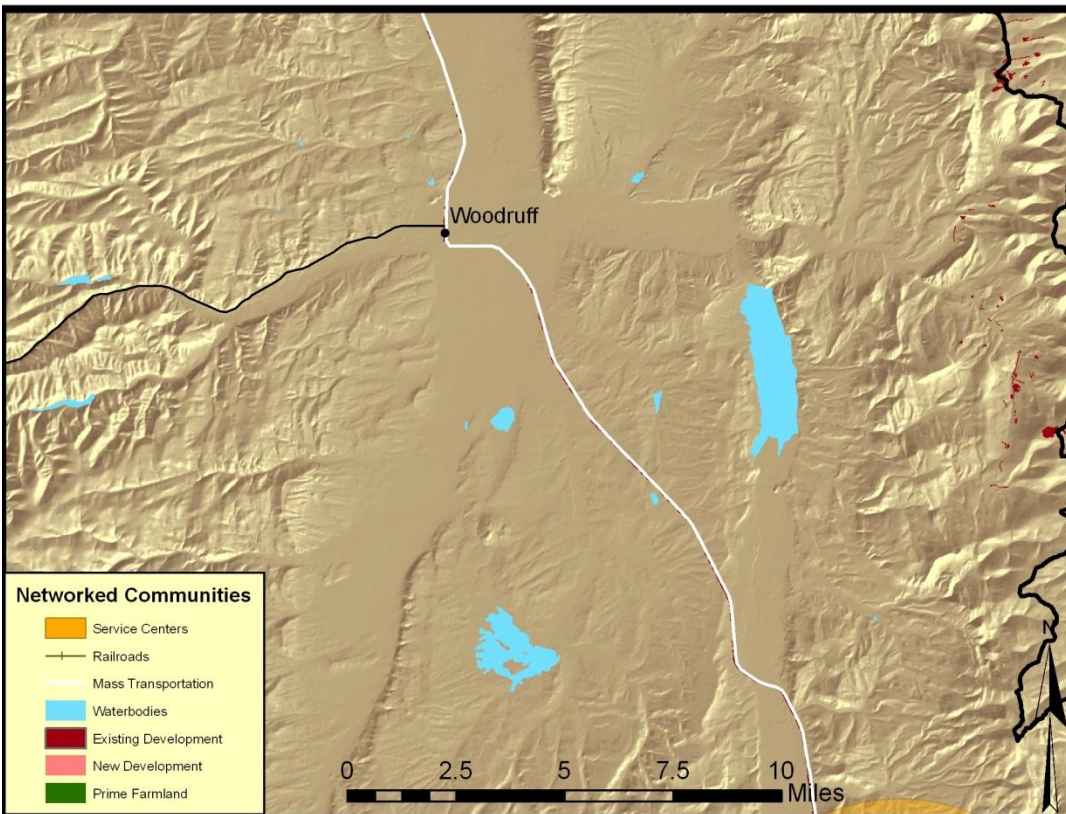 Woodruff
Networked Communities
Service Centers
Railroads
Mass Transportation
Waterbodies
Existing Development
New Development
Prime Farmland
N
0 2.5 5 7.5 10
Miles